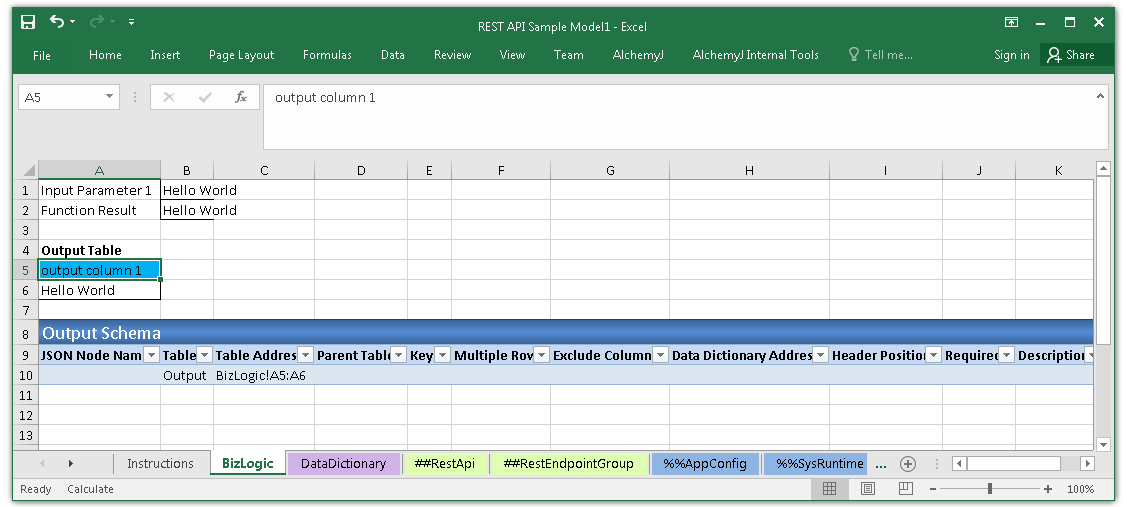 REST API Sample Model1 - Excel
File Home Insert Page Layout Formulas Data Review View Team AlchemyJ AlchemyJ Internal Tools Tell me... Sign in Share
A5 fx output column 1
A B C D E F G H I J K
1 Input Parameter 1 Hello World
2 Function Result Hello World
3
4 Output Table
5 output column 1
6 Hello World
7
8 Output Schema
9 JSON Node Nam Table Table Addres Parent Table Key Multiple Row Exclude Column Data Dictionary Addres Header Position Required Description
10 Output BizLogic!A5:A6
11
12
13
Instructions BizLogic DataDictionary ##RestApi ##RestEndpointGroup %%AppConfig %%SysRuntime ...
Ready Calculate 100%